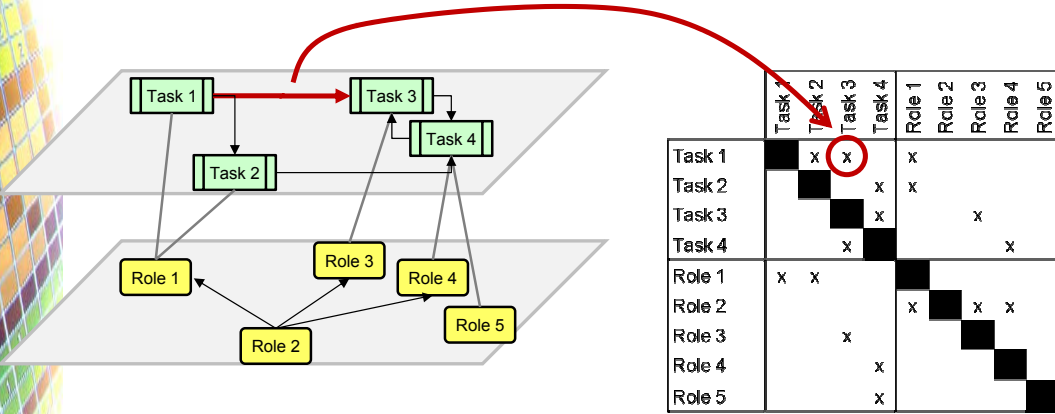 Task 1
Task 3
Task 4
Task 2
Role 1
Role 3
Role 4
Role 5
Role 2
Task 1 Task 2 Task 3 Task 4 Role 1 Role 2 Role 3 Role 4 Role 5
Task 1 x x x
Task 2 x x
Task 3 x x
Task 4 x x
Role 1 x x
Role 2 x x x
Role 3 x
Role 4 x
Role 5 x